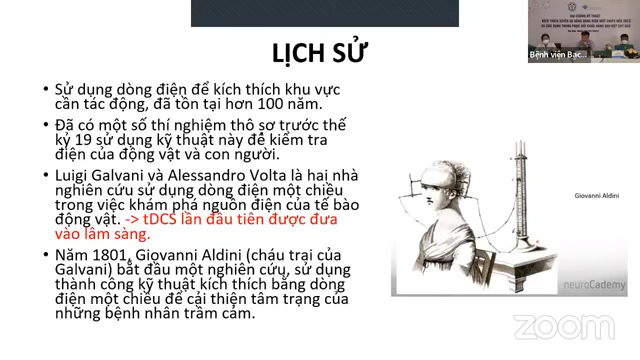 LỊCH SỬ
• Sử dụng dòng điện để kích thích khu vực
cần tác động, đã tồn tại hơn 100 năm.
• Đã có một số thí nghiệm thô sơ trước thế
kỷ 19 sử dụng kỹ thuật này để kiểm tra
điện của động vật và con người.
• Luigi Galvani và Alessandro Volta là hai nhà
nghiên cứu sử dụng dòng điện một chiều
trong việc khám phá nguồn điện của tế bào
động vật. -> tDCS lần đầu tiên được đưa
vào lâm sàng.
• Năm 1801, Giovanni Aldini (cháu trai của
Galvani) bắt đầu một nghiên cứu, sử dụng
thành công kỹ thuật kích thích bằng dòng
điện một chiều để cải thiện tâm trạng của
những bệnh nhân trầm cảm.
Bệnh viện Bạc...
Giovanni Aldini
neuroCademy
zoom